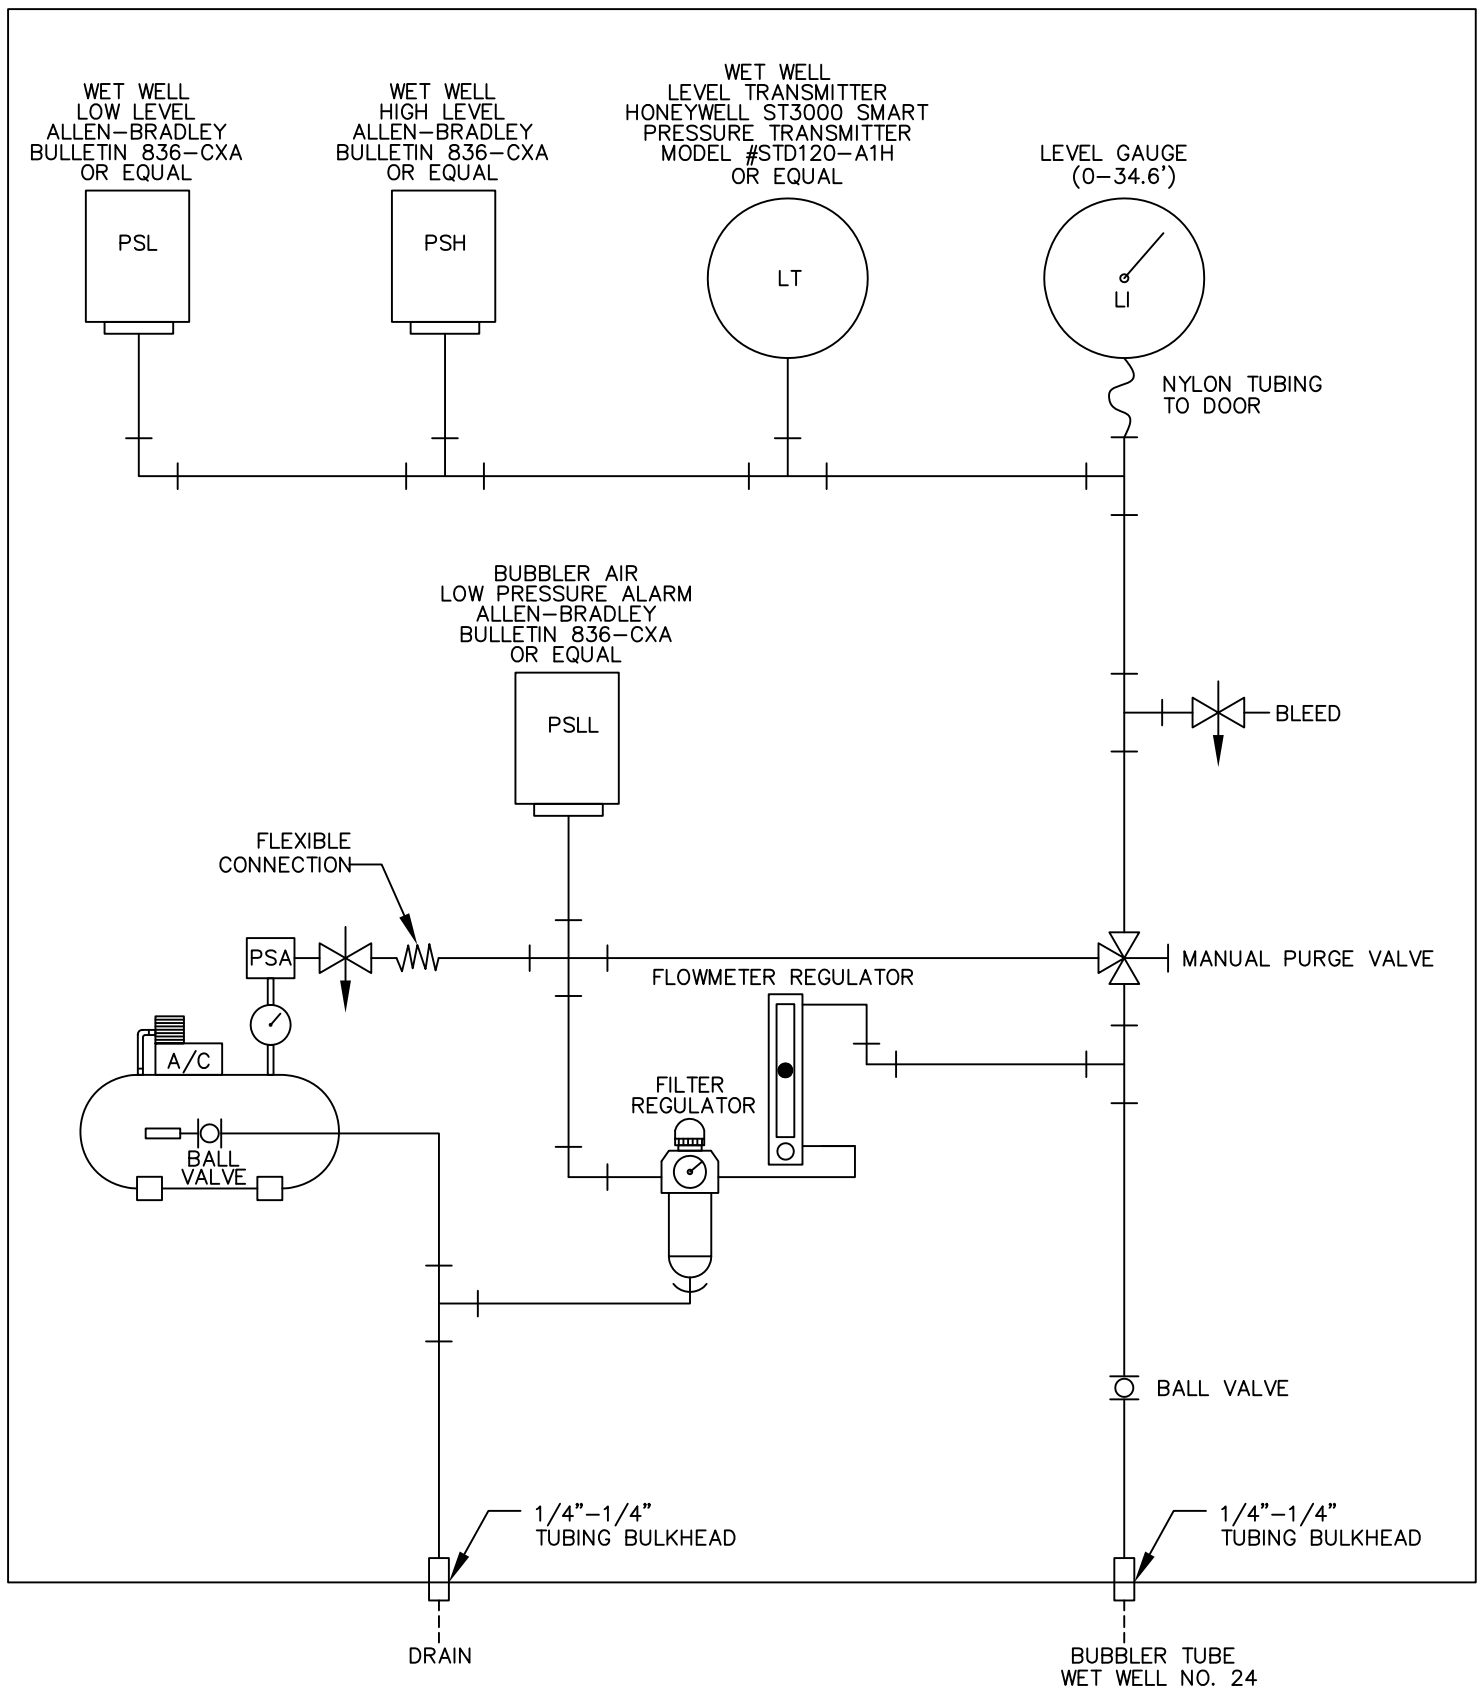 WET WELL
LOW LEVEL
ALLEN-BRADLEY
BULLETIN 836-CXA
OR EQUAL
PSL
WET WELL
HIGH LEVEL
ALLEN-BRADLEY
BULLETIN 836-CXA
OR EQUAL
PSH
WET WELL
LEVEL TRANSMITTER
HONEYWELL ST3000 SMART
PRESSURE TRANSMITTER
MODEL #STD120-A1H
OR EQUAL
LT
LEVEL GAUGE
(0-34.6')
LI
NYLON TUBING
TO DOOR
BUBBLER AIR
LOW PRESSURE ALARM
ALLEN-BRADLEY
BULLETIN 836-CXA
OR EQUAL
PSLL
BLEED
FLEXIBLE
CONNECTION
PSA
MANUAL PURGE VALVE
FLOWMETER REGULATOR
A/C
FILTER
REGULATOR
BALL
VALVE
BALL VALVE
1/4"-1/4"
TUBING BULKHEAD
1/4"-1/4"
TUBING BULKHEAD
DRAIN
BUBBLER TUBE
WET WELL NO. 24